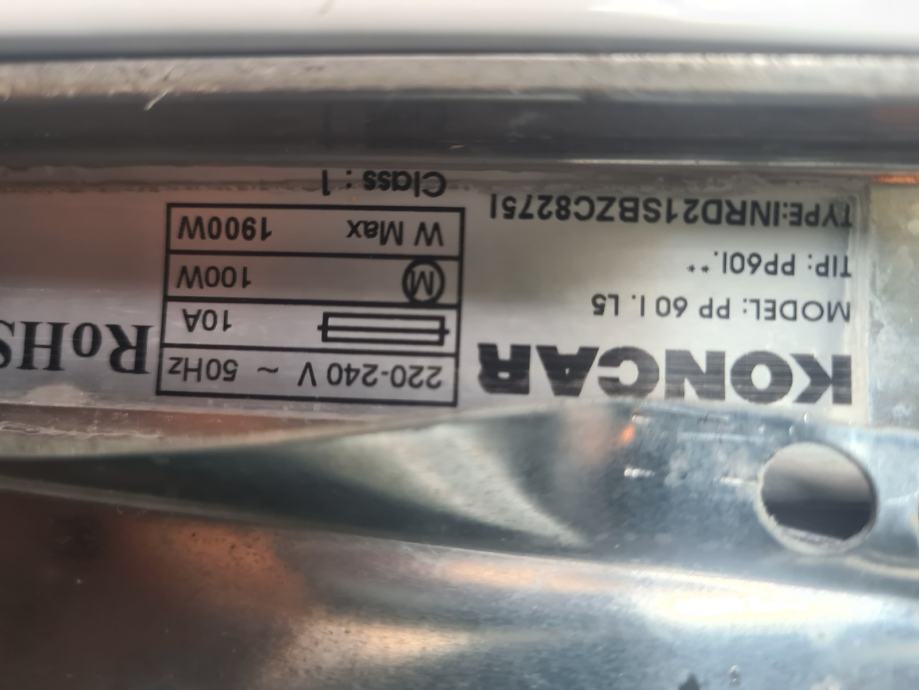 KONCAR
MODEL: PP 60 I. L5
TIP: PP60I.**
TYPE:INRD21SBZC8275I
220-240 V ~ 50Hz
10A
M 100W
W Max 1900W
Class : 1
RoHS